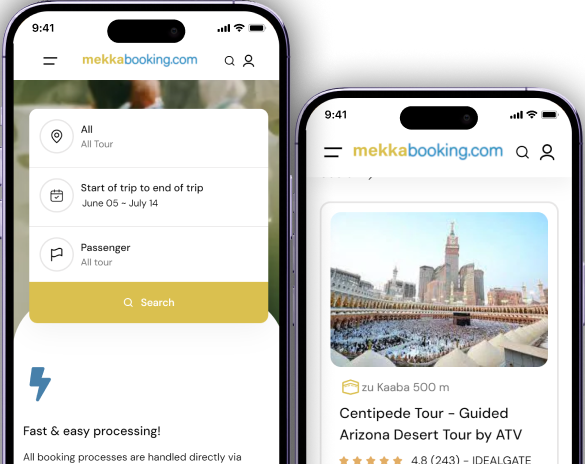 9:41
mekkabooking.com
All
All Tour
Start of trip to end of trip
June 05 - July 14
Passenger
All tour
Search
Fast & easy processing!
All booking processes are handled directly via
9:41
mekkabooking.com
zu Kaaba 500 m
Centipede Tour - Guided
Arizona Desert Tour by ATV
4.8 (243) - IDEALGATE